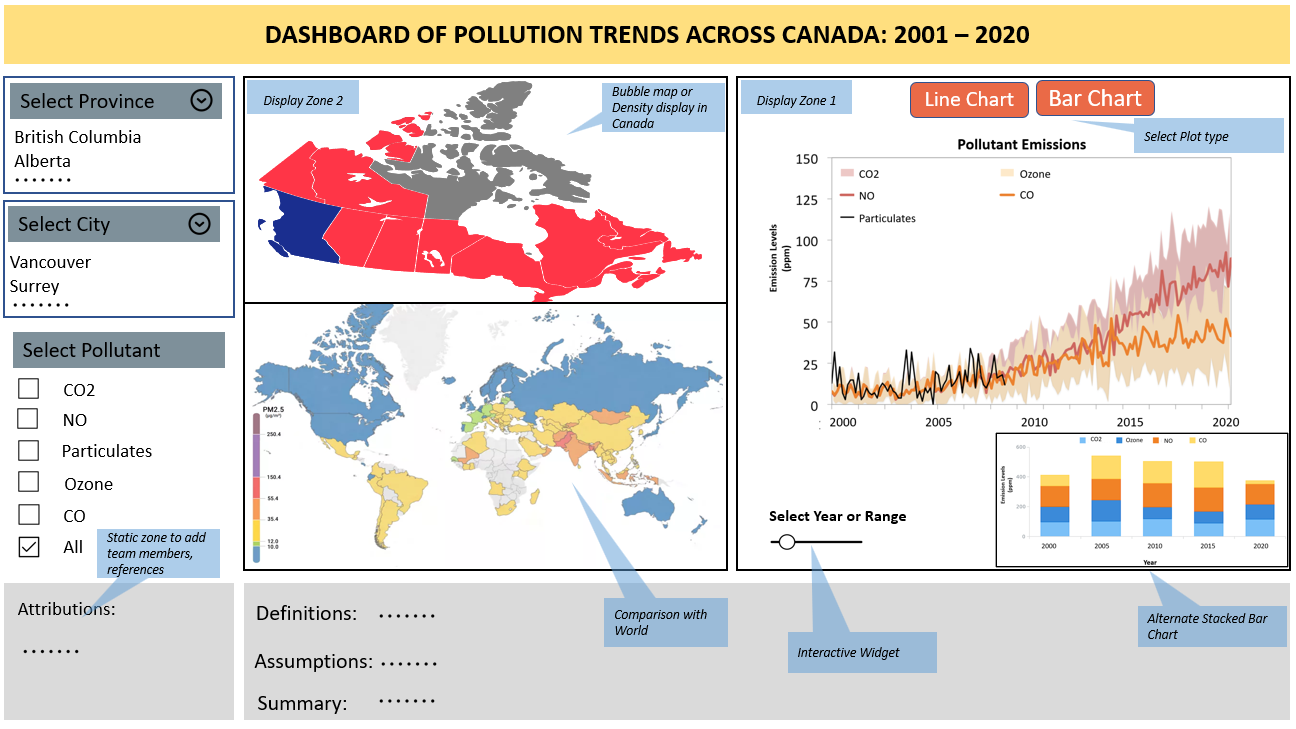 DASHBOARD OF POLLUTION TRENDS ACROSS CANADA: 2001 – 2020
Select Province
British Columbia
Alberta
.......
Select City
Vancouver
Surrey
.......
Select Pollutant
CO2
NO
Particulates
Ozone
CO
All
Static zone to add
team members,
references
Attributions:
.......
Display Zone 2
Bubble map or
Density display in
Canada
PM2.5
(µg/m³)
250.4
150.4
55.4
35.4
12.0
10.0
Comparison with
World
Display Zone 1
Line Chart
Bar Chart
Select Plot type
Pollutant Emissions
CO2
Ozone
NO
CO
Particulates
Emission Levels
(ppm)
150
125
100
75
50
25
0
2000 2005 2010 2015 2020
Select Year or Range
CO2 Ozone NO CO
Emission Levels
(ppm)
600
400
200
0
2000 2005 2010 2015 2020
Year
Interactive Widget
Alternate Stacked Bar
Chart
Definitions: .......
Assumptions: .......
Summary: .......